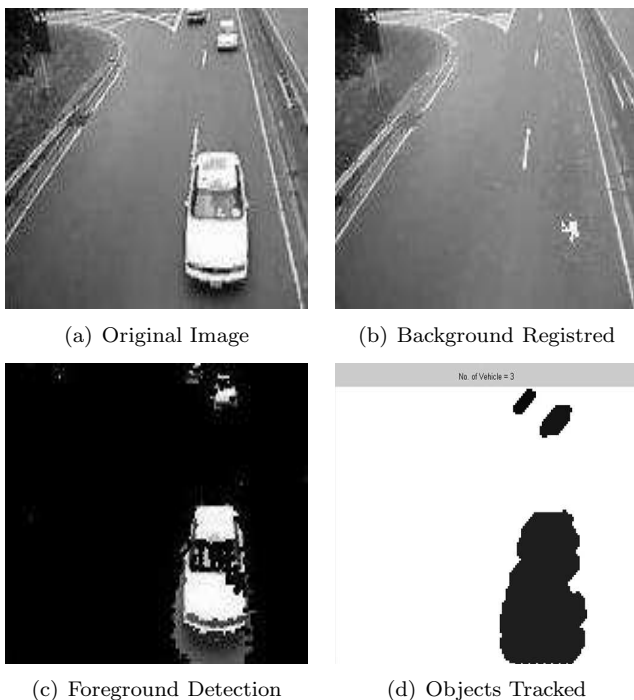 (a) Original Image
(b) Background Registred
No. of Vehicle = 3
(c) Foreground Detection
(d) Objects Tracked